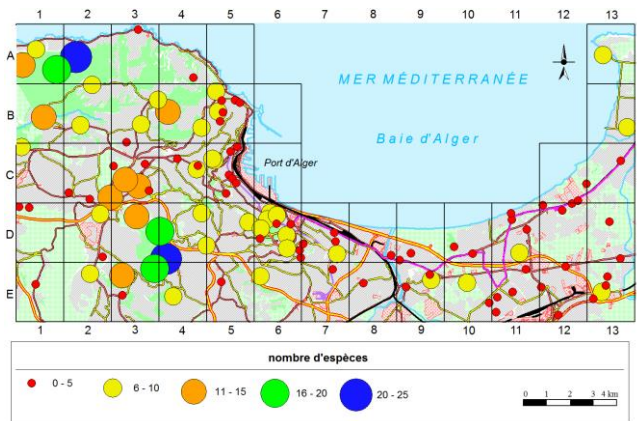 1 2 3 4 5 6 7 8 9 10 11 12 13
A
MER MÉDITERRANÉE
B
Baie d'Alger
Port d'Alger
C
D
E
1 2 3 4 5 6 7 8 9 10 11 12 13
nombre d'espèces
0 - 5 6 - 10 11 - 15 16 - 20 20 - 25
0 1 2 3 4 km